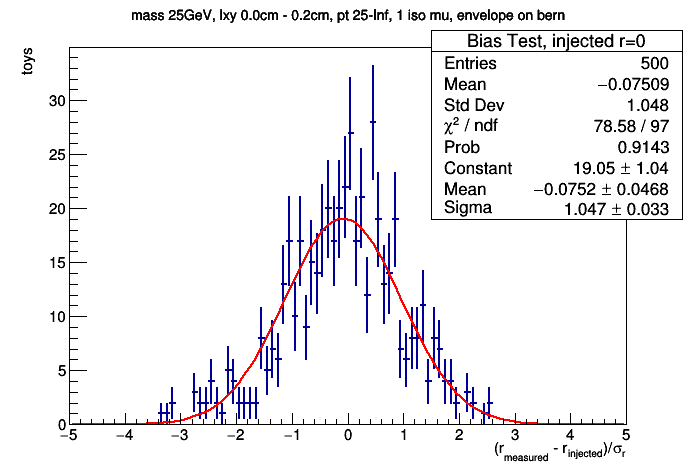 mass 25GeV, lxy 0.0cm - 0.2cm, pt 25-Inf, 1 iso mu, envelope on bern
toys
Bias Test, injected r=0
Entries 500
Mean −0.07509
Std Dev 1.048
χ² / ndf 78.58 / 97
Prob 0.9143
Constant 19.05 ± 1.04
Mean −0.0752 ± 0.0468
Sigma 1.047 ± 0.033
30
25
20
15
10
5
0
−5 −4 −3 −2 −1 0 1 2 3 4 5
(r_measured - r_injected)/σ_r